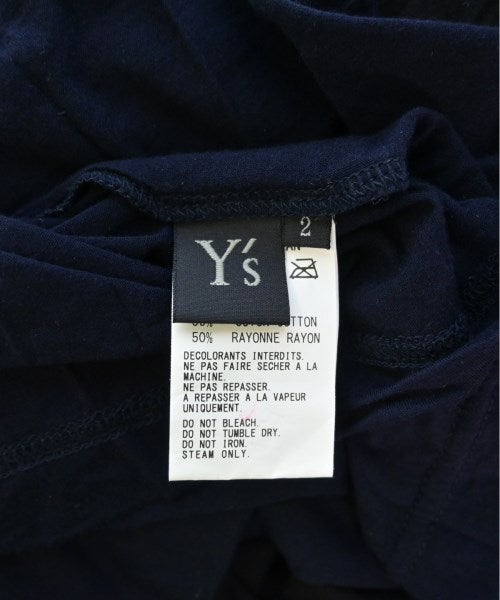 2
Y's
50% RAYONNE RAYON
DECOLORANTS INTERDITS.
NE PAS FAIRE SECHER A LA
MACHINE.
NE PAS REPASSER.
A REPASSER A LA VAPEUR
UNIQUEMENT.
DO NOT BLEACH.
DO NOT TUMBLE DRY.
DO NOT IRON.
STEAM ONLY.